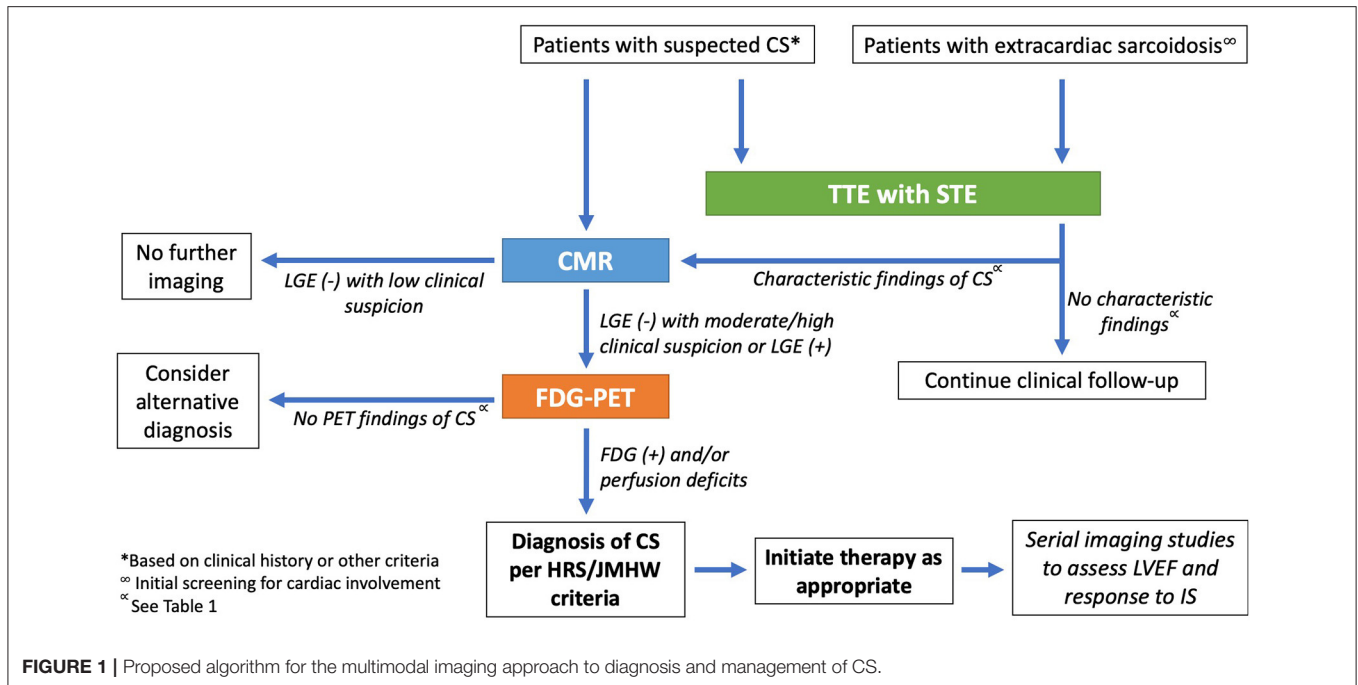 Patients with suspected CS*
Patients with extracardiac sarcoidosis∞
TTE with STE
No further
imaging
LGE (-) with low clinical
suspicion
CMR
Characteristic findings of CS∝
No characteristic
findings∝
LGE (-) with moderate/high
clinical suspicion or LGE (+)
Continue clinical follow-up
Consider
alternative
diagnosis
No PET findings of CS∝
FDG-PET
FDG (+) and/or
perfusion deficits
*Based on clinical history or other criteria
∞ Initial screening for cardiac involvement
∝ See Table 1
Diagnosis of CS
per HRS/JMHW
criteria
Initiate therapy as
appropriate
Serial imaging studies
to assess LVEF and
response to IS
FIGURE 1 | Proposed algorithm for the multimodal imaging approach to diagnosis and management of CS.